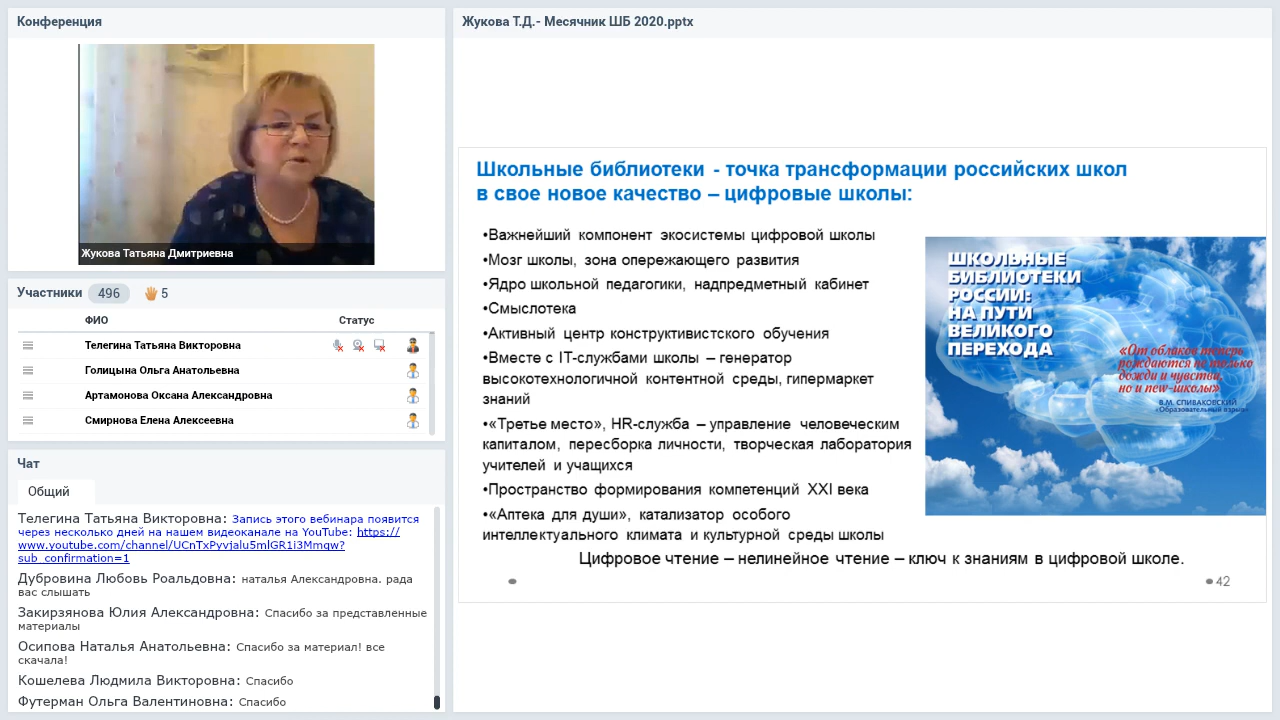 Конференция
Жукова Татьяна Дмитриевна
Участники 496 5
ФИО Статус
Телегина Татьяна Викторовна
Голицына Ольга Анатольевна
Артамонова Оксана Александровна
Смирнова Елена Алексеевна
Чат
Общий
Телегина Татьяна Викторовна: Запись этого вебинара появится
через несколько дней на нашем видеоканале на YouTube: https://
www.youtube.com/channel/UCnTxPyvjalu5mlGR1i3Mmqw?
sub_confirmation=1
Дубровина Любовь Роальдовна: наталья Александровна. рада
вас слышать
Закирзянова Юлия Александровна: Спасибо за представленные
материалы
Осипова Наталья Анатольевна: Спасибо за материал! все
скачала!
Кошелева Людмила Викторовна: Спасибо
Футерман Ольга Валентиновна: Спасибо
Жукова Т.Д.- Месячник ШБ 2020.pptx
Школьные библиотеки - точка трансформации российских школ
в свое новое качество – цифровые школы:
•Важнейший компонент экосистемы цифровой школы
•Мозг школы, зона опережающего развития
•Ядро школьной педагогики, надпредметный кабинет
•Смыслотека
•Активный центр конструктивистского обучения
•Вместе с IT-службами школы – генератор
высокотехнологичной контентной среды, гипермаркет
знаний
•«Третье место», HR-служба – управление человеческим
капиталом, пересборка личности, творческая лаборатория
учителей и учащихся
•Пространство формирования компетенций XXI века
•«Аптека для души», катализатор особого
интеллектуального климата и культурной среды школы
ШКОЛЬНЫЕ
БИБЛИОТЕКИ
РОССИИ:
НА ПУТИ
ВЕЛИКОГО
ПЕРЕХОДА
«От облаков теперь
рождаются не только
дожди и чувства,
но и new-школы»
В.М. СПИВАКОВСКИЙ
«Образовательный взрыв»
Цифровое чтение – нелинейное чтение – ключ к знаниям в цифровой школе.
42